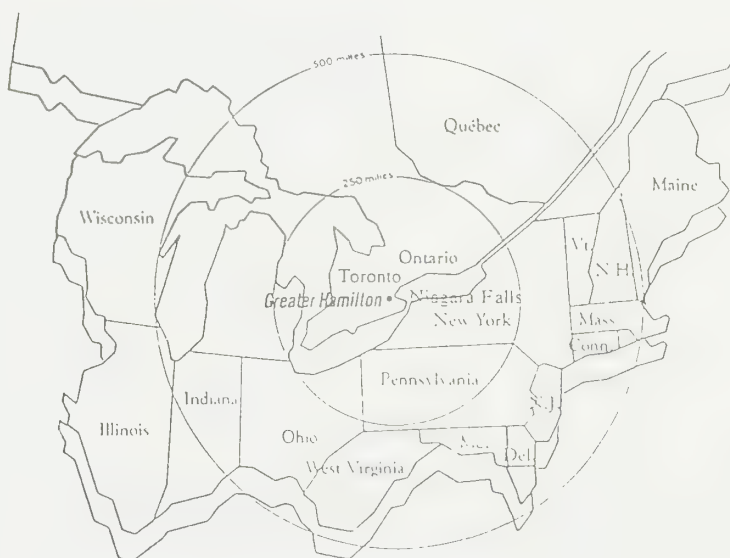 500 miles
Québec
250 miles
Maine
Wisconsin
Vt.
Ontario
N.H.
Toronto
Greater Hamilton
Niagara Falls
New York
Mass.
Conn.
Pennsylvania
Indiana
N.J.
Illinois
Ohio
Md.
Del.
West Virginia